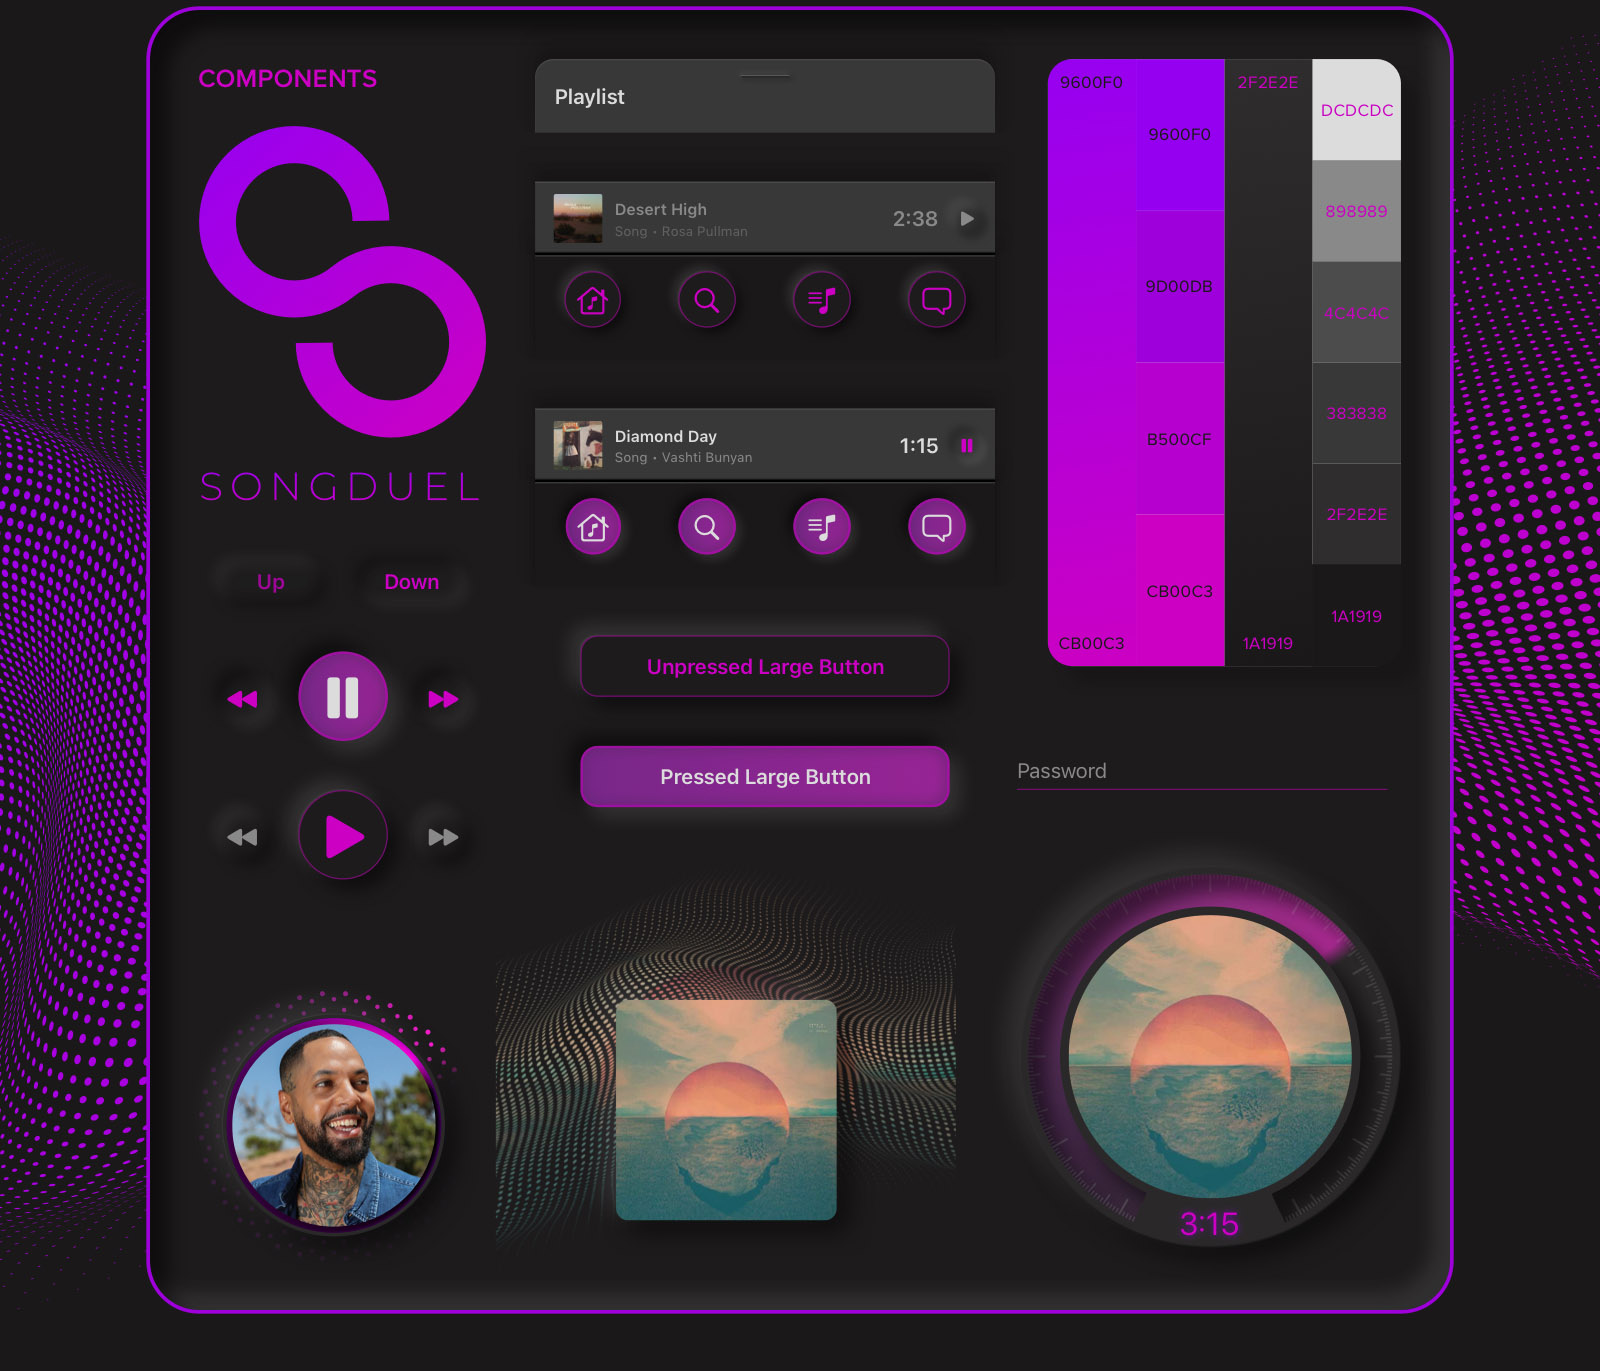 COMPONENTS
SONGDUEL
Up
Down
Playlist
Desert High
Song • Rosa Pullman
2:38
Diamond Day
Song • Vashti Bunyan
1:15
Unpressed Large Button
Pressed Large Button
9600F0
CB00C3
9600F0
9D00DB
B500CF
CB00C3
2F2E2E
1A1919
DCDCDC
898989
4C4C4C
383838
2F2E2E
1A1919
Password
3:15